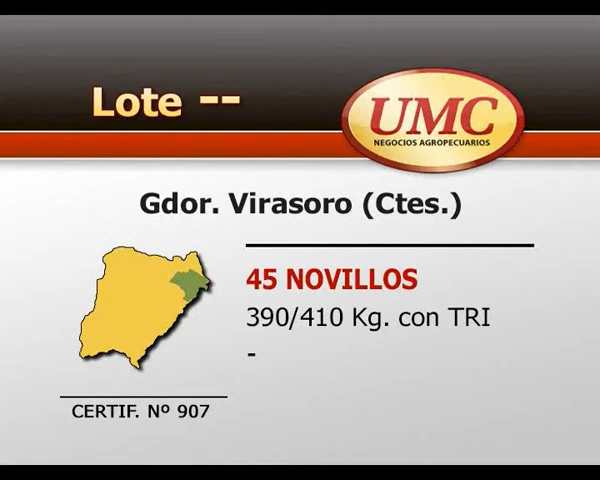 Lote --
UMC
NEGOCIOS AGROPECUARIOS
Gdor. Virasoro (Ctes.)
45 NOVILLOS
390/410 Kg. con TRI
-
CERTIF. Nº 907